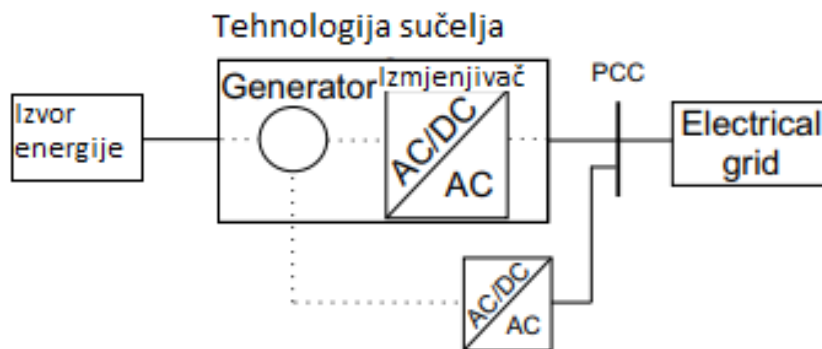 Tehnologija sučelja
Generator
Izmjenjivač
PCC
Izvor
energije
AC/DC
AC
Electrical
grid
AC/DC
AC